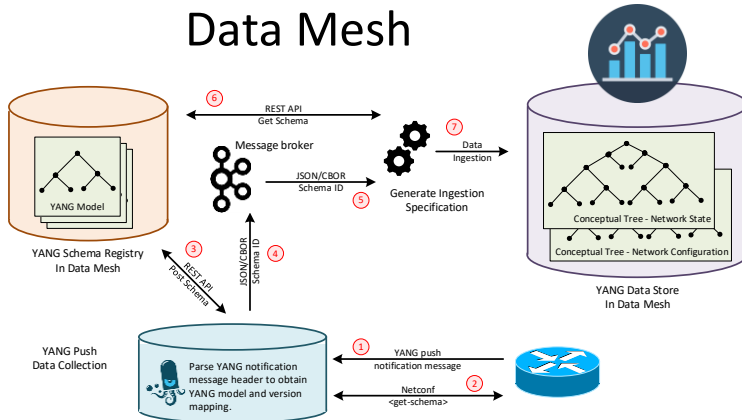 Data Mesh
6
REST API
Get Schema
Message broker
7
Data
Ingestion
YANG Model
JSON/CBOR
Schema ID
5
Generate Ingestion
Specification
Conceptual Tree - Network State
Conceptual Tree - Network Configuration
YANG Schema Registry
In Data Mesh
3
REST API
Post Schema
JSON/CBOR
Schema ID
4
YANG Data Store
In Data Mesh
YANG Push
Data Collection
Parse YANG notification
message header to obtain
YANG model and version
mapping.
1
YANG push
notification message
Netconf
<get-schema>
2